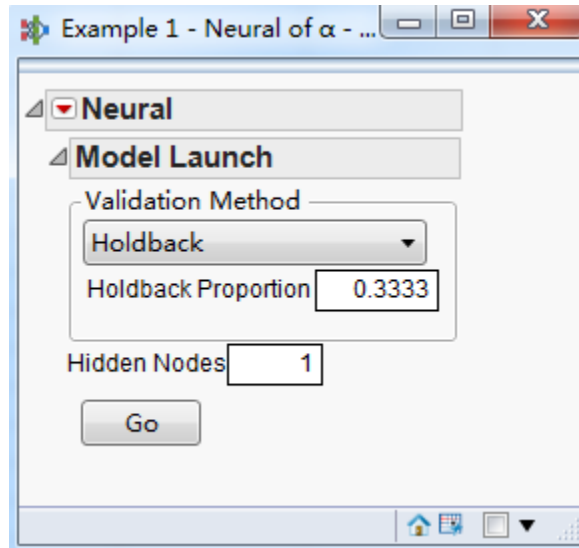 Example 1 - Neural of α - ...
Neural
Model Launch
Validation Method
Holdback
Holdback Proportion 0.3333
Hidden Nodes 1
Go